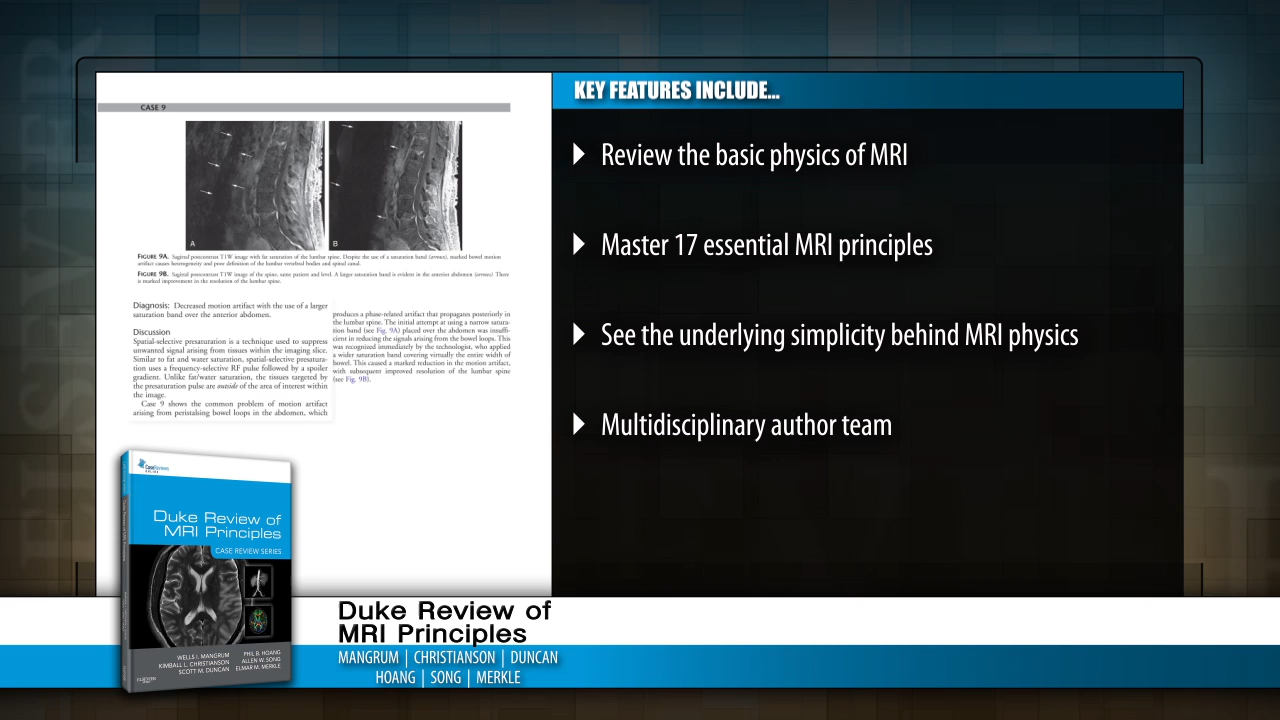 KEY FEATURES INCLUDE...
Review the basic physics of MRI
Master 17 essential MRI principles
See the underlying simplicity behind MRI physics
Multidisciplinary author team
CASE 9
A
B
FIGURE 9A. Sagittal postcontrast T1W image with fat saturation of the lumbar spine. Despite the use of a saturation band (arrows), marked bowel motion
artifact causes heterogeneity and poor definition of the lumbar vertebral bodies and spinal canal.
FIGURE 9B. Sagittal postcontrast T1W image of the spine, same patient and level. A larger saturation band is evident in the anterior abdomen (arrows). There
is marked improvement in the resolution of the lumbar spine.
Diagnosis: Decreased motion artifact with the use of a larger
saturation band over the anterior abdomen.
Discussion
Spatial-selective presaturation is a technique used to suppress
unwanted signal arising from tissues within the imaging slice.
Similar to fat and water saturation, spatial-selective presatura-
tion uses a frequency-selective RF pulse followed by a spoiler
gradient. Unlike fat/water saturation, the tissues targeted by
the presaturation pulse are outside of the area of interest within
the image.
Case 9 shows the common problem of motion artifact
arising from peristalsing bowel loops in the abdomen, which
produces a phase-related artifact that propagates posteriorly in
the lumbar spine. The initial attempt at using a narrow satura-
tion band (see Fig. 9A) placed over the abdomen was insuffi-
cient in reducing the signals arising from the bowel loops. This
was recognized immediately by the technologist, who applied
a wider saturation band covering virtually the entire width of
bowel. This caused a marked reduction in the motion artifact,
with subsequent improved resolution of the lumbar spine
(see Fig. 9B).
CaseReviews
ONLINE
Duke Review of
MRI Principles
CASE REVIEW SERIES
WELLS I. MANGRUM
KIMBALL L. CHRISTIANSON
SCOTT M. DUNCAN
PHIL B. HOANG
ALLEN W. SONG
ELMAR M. MERKLE
ELSEVIER
Duke Review of
MRI Principles
MANGRUM | CHRISTIANSON | DUNCAN
HOANG | SONG | MERKLE